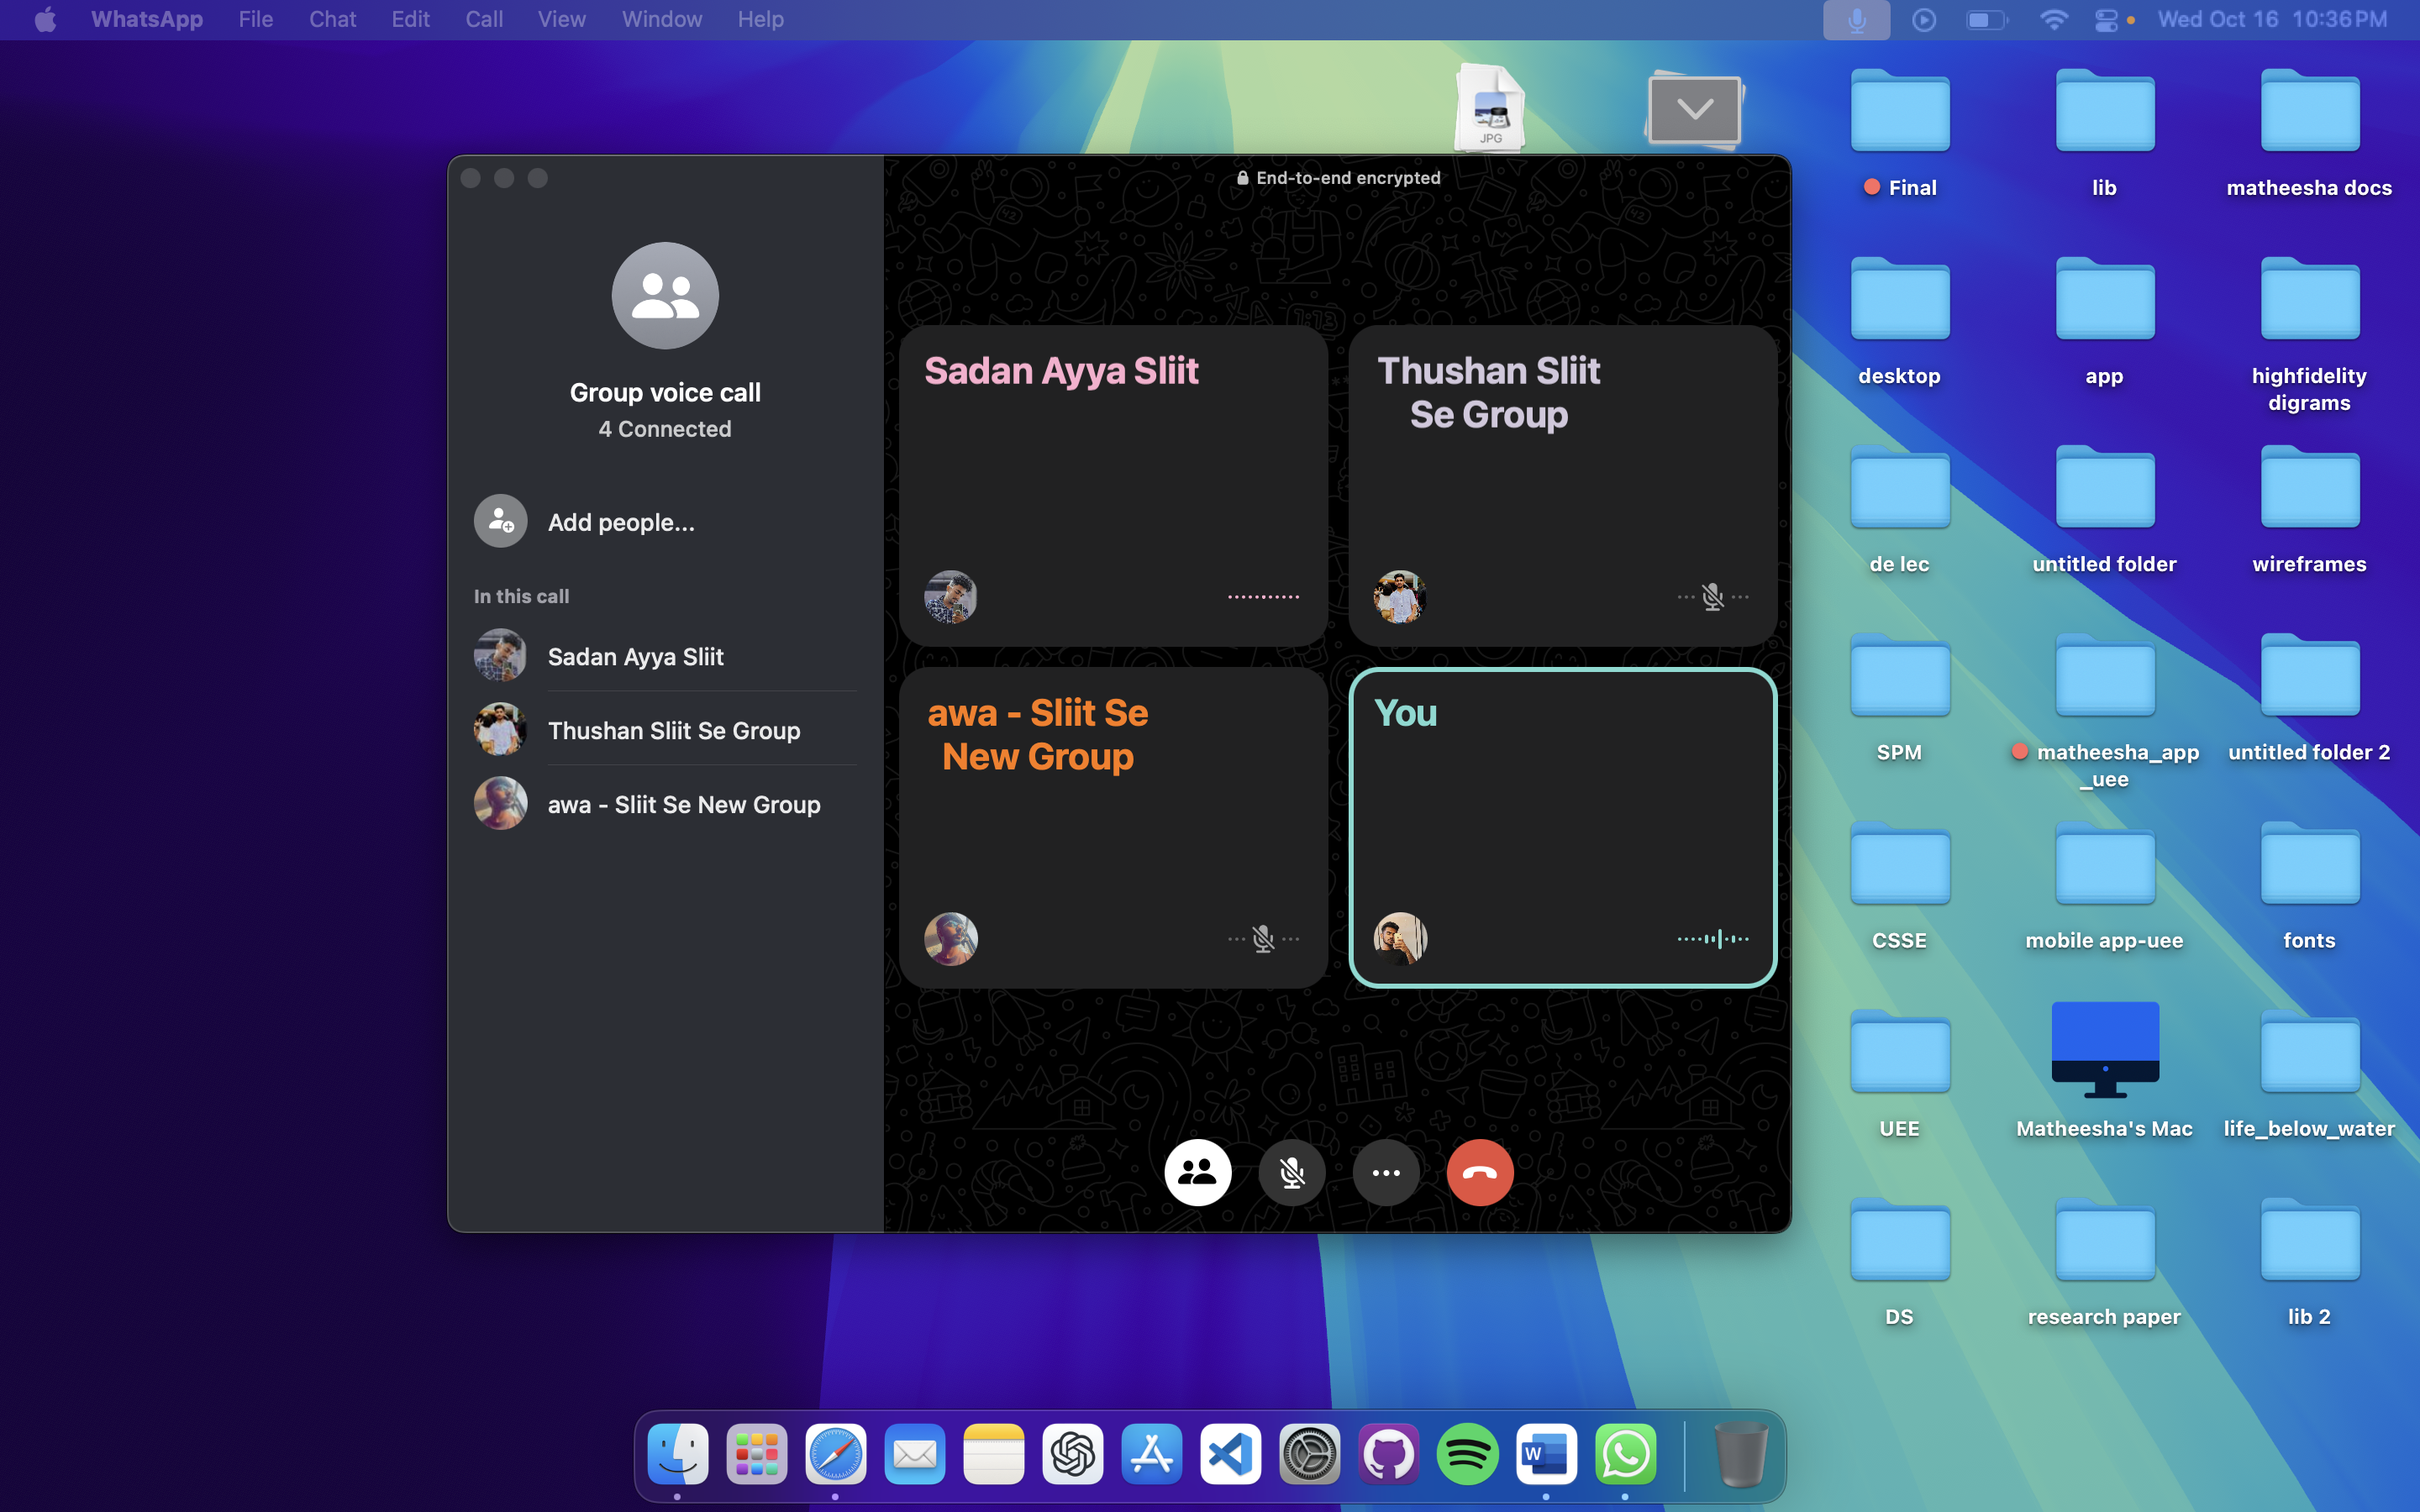 WhatsApp File Chat Edit Call View Window Help
Wed Oct 16 10:36 PM
JPG
Final
lib
matheesha docs
desktop
app
highfidelity
digrams
de lec
untitled folder
wireframes
SPM
matheesha_app
_uee
untitled folder 2
CSSE
mobile app-uee
fonts
UEE
Matheesha's Mac
life_below_water
DS
research paper
lib 2
Group voice call
4 Connected
Add people...
In this call
Sadan Ayya Sliit
Thushan Sliit Se Group
awa - Sliit Se New Group
End-to-end encrypted
Sadan Ayya Sliit
Thushan Sliit
Se Group
awa - Sliit Se
New Group
You
W